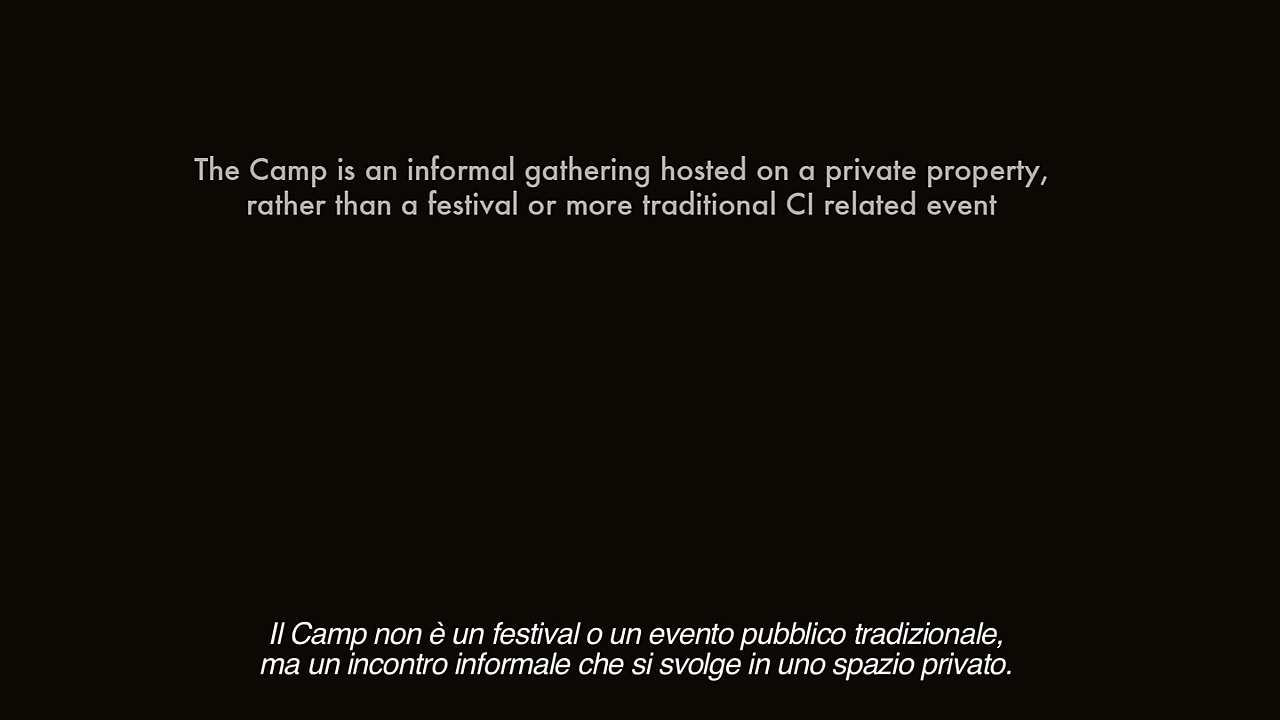 The Camp is an informal gathering hosted on a private property,
rather than a festival or more traditional CI related event
Il Camp non è un festival o un evento pubblico tradizionale,
ma un incontro informale che si svolge in uno spazio privato.